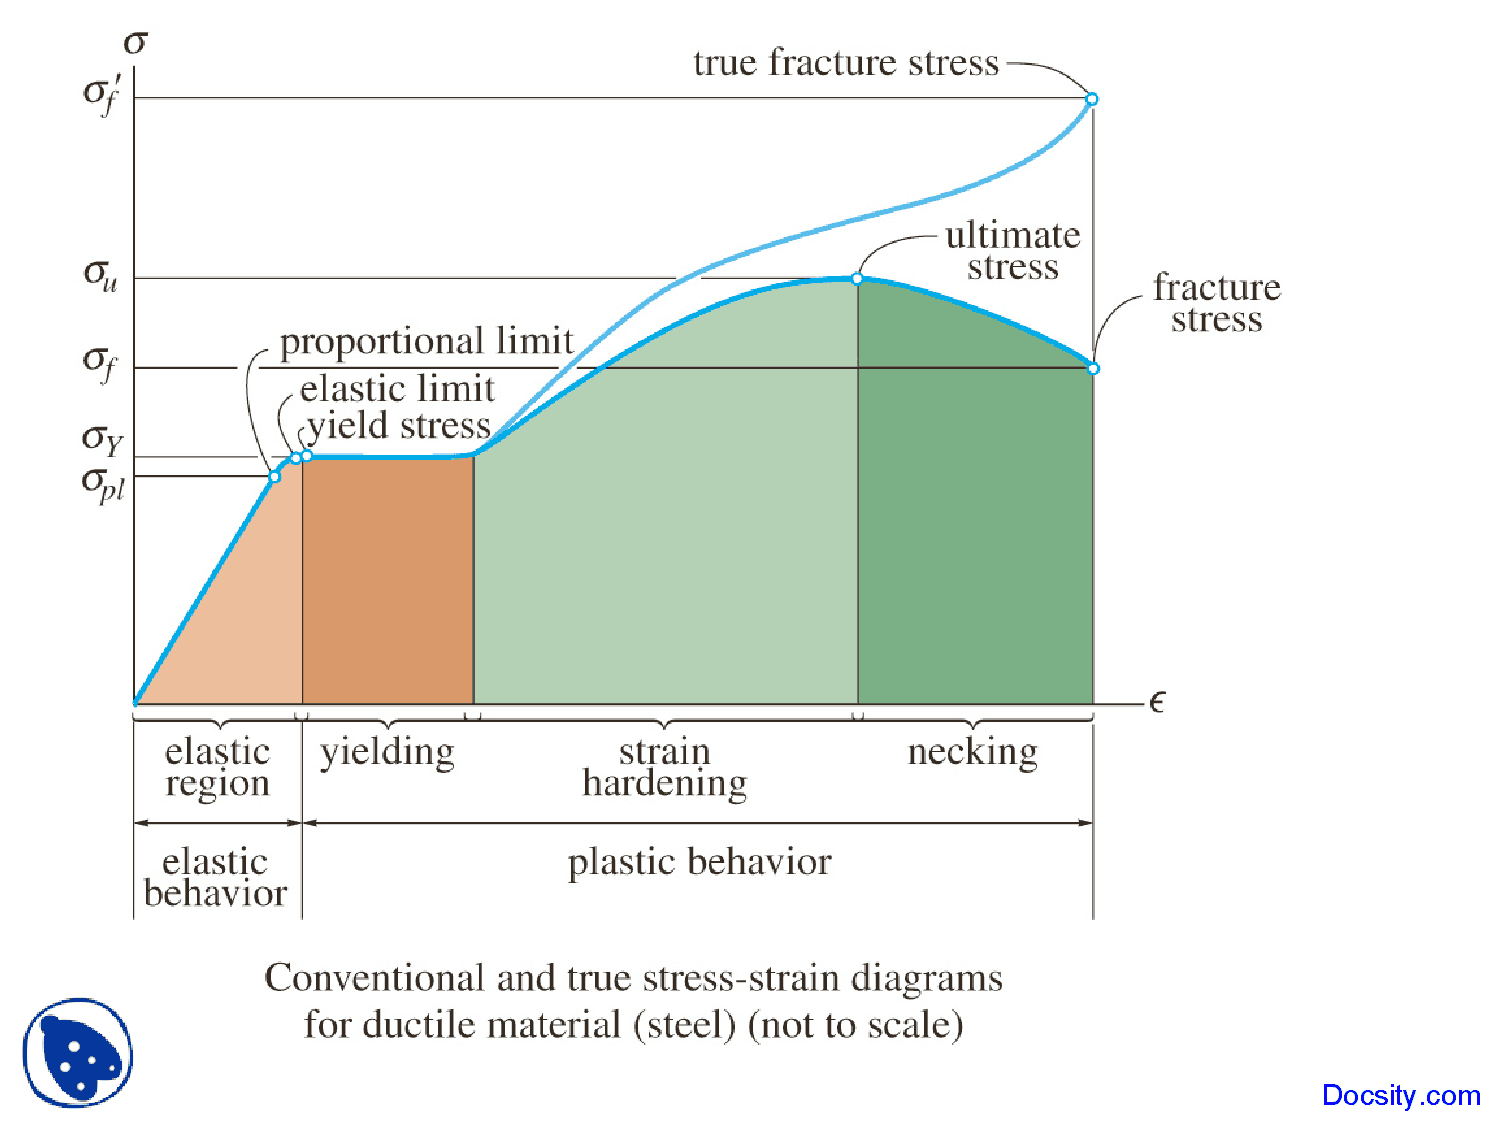 σ
σf′
true fracture stress
σu
ultimate
stress
fracture
stress
proportional limit
σf
elastic limit
σY
yield stress
σpl
ϵ
elastic
region
yielding
strain
hardening
necking
elastic
behavior
plastic behavior
Conventional and true stress-strain diagrams
for ductile material (steel) (not to scale)
Docsity.com